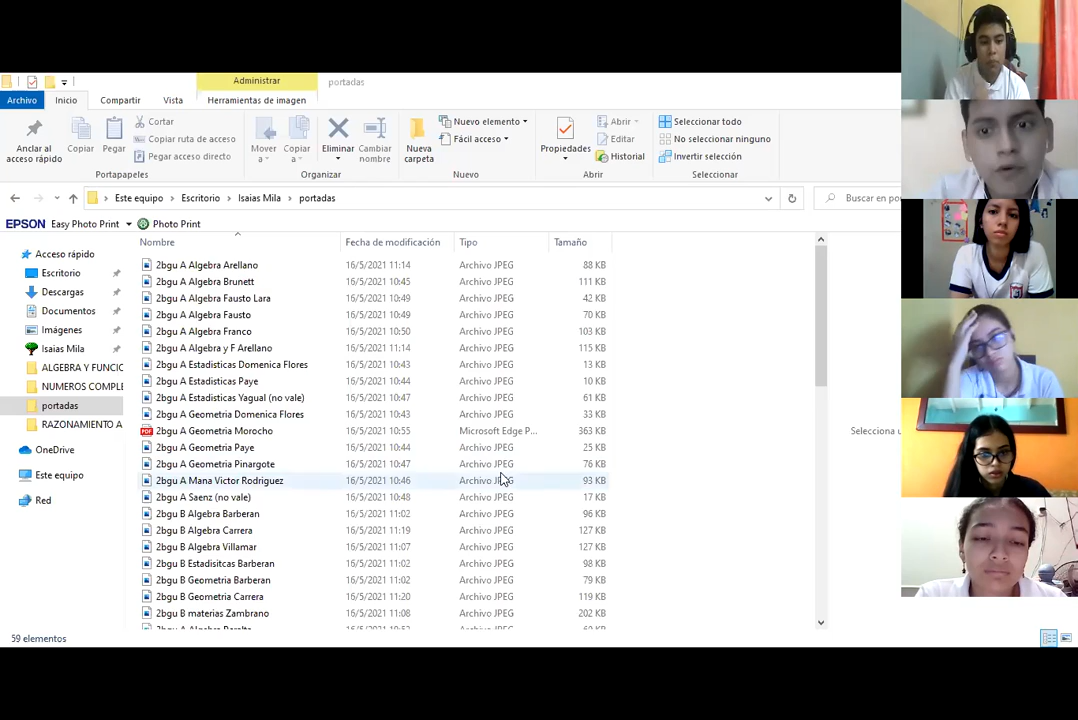 Administrar
portadas
Archivo
Inicio
Compartir
Vista
Herramientas de imagen
Anclar al acceso rápido
Copiar
Pegar
Cortar
Copiar ruta de acceso
Pegar acceso directo
Portapapeles
Mover a
Copiar a
Eliminar
Cambiar nombre
Organizar
Nueva carpeta
Nuevo elemento
Fácil acceso
Nuevo
Propiedades
Abrir
Editar
Historial
Abrir
Seleccionar todo
No seleccionar ninguno
Invertir selección
Seleccionar
Este equipo > Escritorio > Isaias Mila > portadas
Buscar en po
EPSON Easy Photo Print Photo Print
Nombre Fecha de modificación Tipo Tamaño
Acceso rápido
Escritorio
Descargas
Documentos
Imágenes
Isaias Mila
ALGEBRA Y FUNCIO
NUMEROS COMPLE
portadas
RAZONAMIENTO A
OneDrive
Este equipo
Red
2bgu A Algebra Arellano 16/5/2021 11:14 Archivo JPEG 88 KB
2bgu A Algebra Brunett 16/5/2021 10:45 Archivo JPEG 111 KB
2bgu A Algebra Fausto Lara 16/5/2021 10:49 Archivo JPEG 42 KB
2bgu A Algebra Fausto 16/5/2021 10:49 Archivo JPEG 70 KB
2bgu A Algebra Franco 16/5/2021 10:50 Archivo JPEG 103 KB
2bgu A Algebra y F Arellano 16/5/2021 11:14 Archivo JPEG 115 KB
2bgu A Estadisticas Domenica Flores 16/5/2021 10:43 Archivo JPEG 13 KB
2bgu A Estadisticas Paye 16/5/2021 10:44 Archivo JPEG 10 KB
2bgu A Estadisticas Yagual (no vale) 16/5/2021 10:47 Archivo JPEG 61 KB
2bgu A Geometria Domenica Flores 16/5/2021 10:43 Archivo JPEG 33 KB
2bgu A Geometria Morocho 16/5/2021 10:55 Microsoft Edge P... 363 KB
2bgu A Geometria Paye 16/5/2021 10:44 Archivo JPEG 25 KB
2bgu A Geometria Pinargote 16/5/2021 10:47 Archivo JPEG 76 KB
2bgu A Mana Victor Rodriguez 16/5/2021 10:46 Archivo JPEG 93 KB
2bgu A Saenz (no vale) 16/5/2021 10:48 Archivo JPEG 17 KB
2bgu B Algebra Barberan 16/5/2021 11:02 Archivo JPEG 96 KB
2bgu B Algebra Carrera 16/5/2021 11:19 Archivo JPEG 127 KB
2bgu B Algebra Villamar 16/5/2021 11:07 Archivo JPEG 127 KB
2bgu B Estadisitcas Barberan 16/5/2021 11:02 Archivo JPEG 98 KB
2bgu B Geometria Barberan 16/5/2021 11:02 Archivo JPEG 79 KB
2bgu B Geometria Carrera 16/5/2021 11:20 Archivo JPEG 119 KB
2bgu B materias Zambrano 16/5/2021 11:08 Archivo JPEG 202 KB
Selecciona u
59 elementos